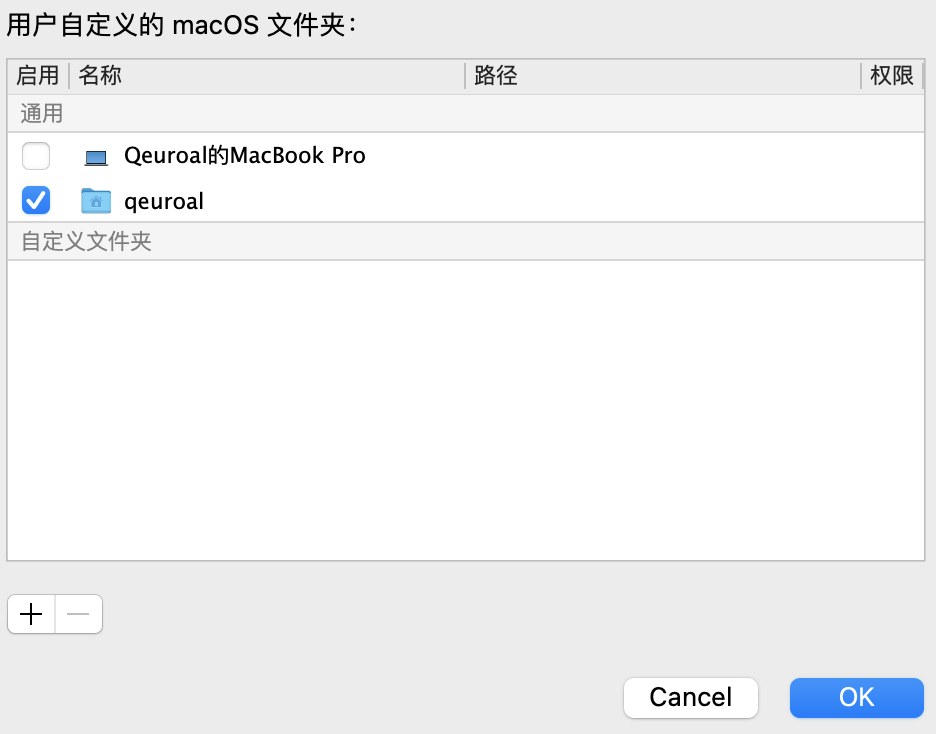 用户自定义的 macOS 文件夹：
启用 名称 路径 权限
通用
Qeuroal的MacBook Pro
qeuroal
自定义文件夹
Cancel OK